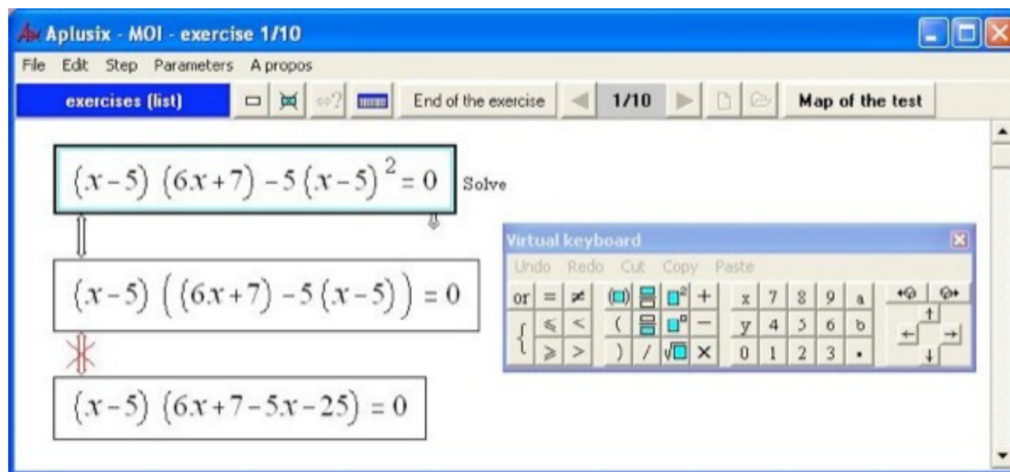 Aplusix - MOI - exercise 1/10
File Edit Step Parameters A propos
exercises (list) ⇔? End of the exercise 1/10 Map of the test
(x−5) (6x+7) −5 (x−5)² = 0 Solve
Virtual keyboard
Undo Redo Cut Copy Paste
(x−5) ((6x+7) −5 (x−5)) = 0
or = ≠ (□) □² + x 7 8 9 a
{ ⩽ < ( □ⁿ − y 4 5 6 b
⩾ > ) / √□ × 0 1 2 3 .
(x−5) (6x+7−5x−25) = 0